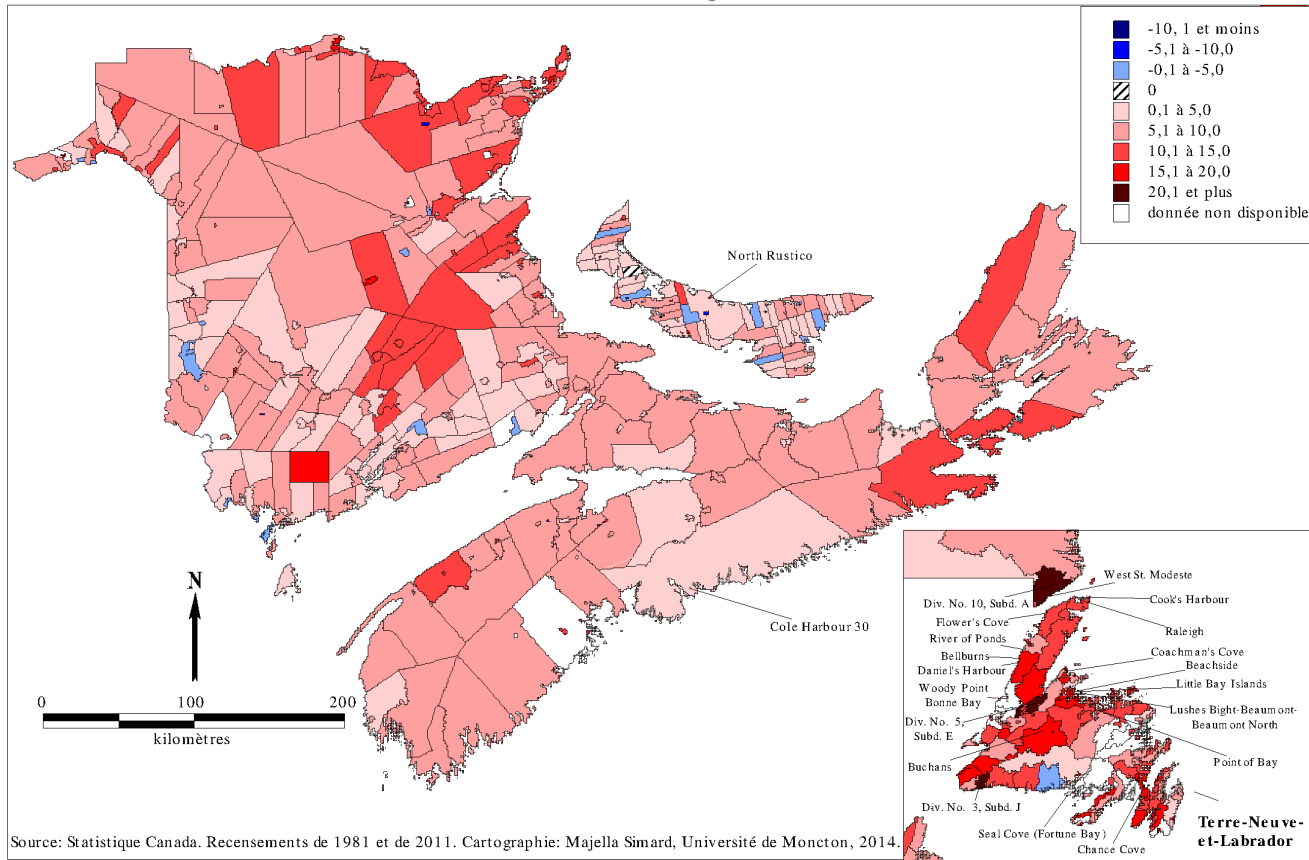 -10, 1 et moins
-5,1 à -10,0
-0,1 à -5,0
0
0,1 à 5,0
5,1 à 10,0
10,1 à 15,0
15,1 à 20,0
20,1 et plus
donnée non disponible
North Rustico
Cole Harbour 30
N
0 100 200
kilomètres
West St. Modeste
Div. No. 10, Subd. A
Cook's Harbour
Flower's Cove
Raleigh
River of Ponds
Bellburns
Coachman's Cove
Daniel's Harbour
Beachside
Woody Point
Bonne Bay
Little Bay Islands
Div. No. 5,
Subd. E
Lushes Bight-Beaumont-
Beaumont North
Buchans
Point of Bay
Div. No. 3, Subd. J
Seal Cove (Fortune Bay)
Chance Cove
Terre-Neuve-
et-Labrador
Source: Statistique Canada. Recensements de 1981 et de 2011. Cartographie: Majella Simard, Université de Moncton, 2014.